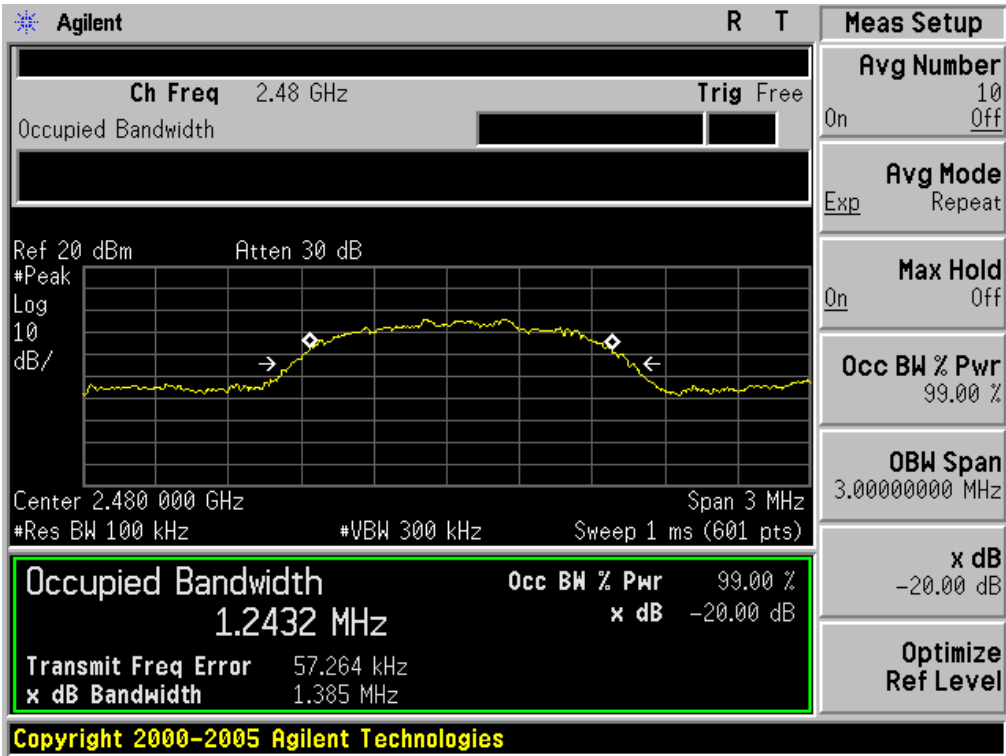 Agilent R T
Ch Freq 2.48 GHz Trig Free
Occupied Bandwidth
Ref 20 dBm Atten 30 dB
#Peak
Log
10
dB/
Center 2.480 000 GHz Span 3 MHz
#Res BW 100 kHz #VBW 300 kHz Sweep 1 ms (601 pts)
Occupied Bandwidth
1.2432 MHz
Occ BW % Pwr 99.00 %
x dB -20.00 dB
Transmit Freq Error 57.264 kHz
x dB Bandwidth 1.385 MHz
Copyright 2000-2005 Agilent Technologies
Meas Setup
Avg Number
10
On Off
Avg Mode
Exp Repeat
Max Hold
On Off
Occ BW % Pwr
99.00 %
OBW Span
3.00000000 MHz
x dB
-20.00 dB
Optimize
Ref Level